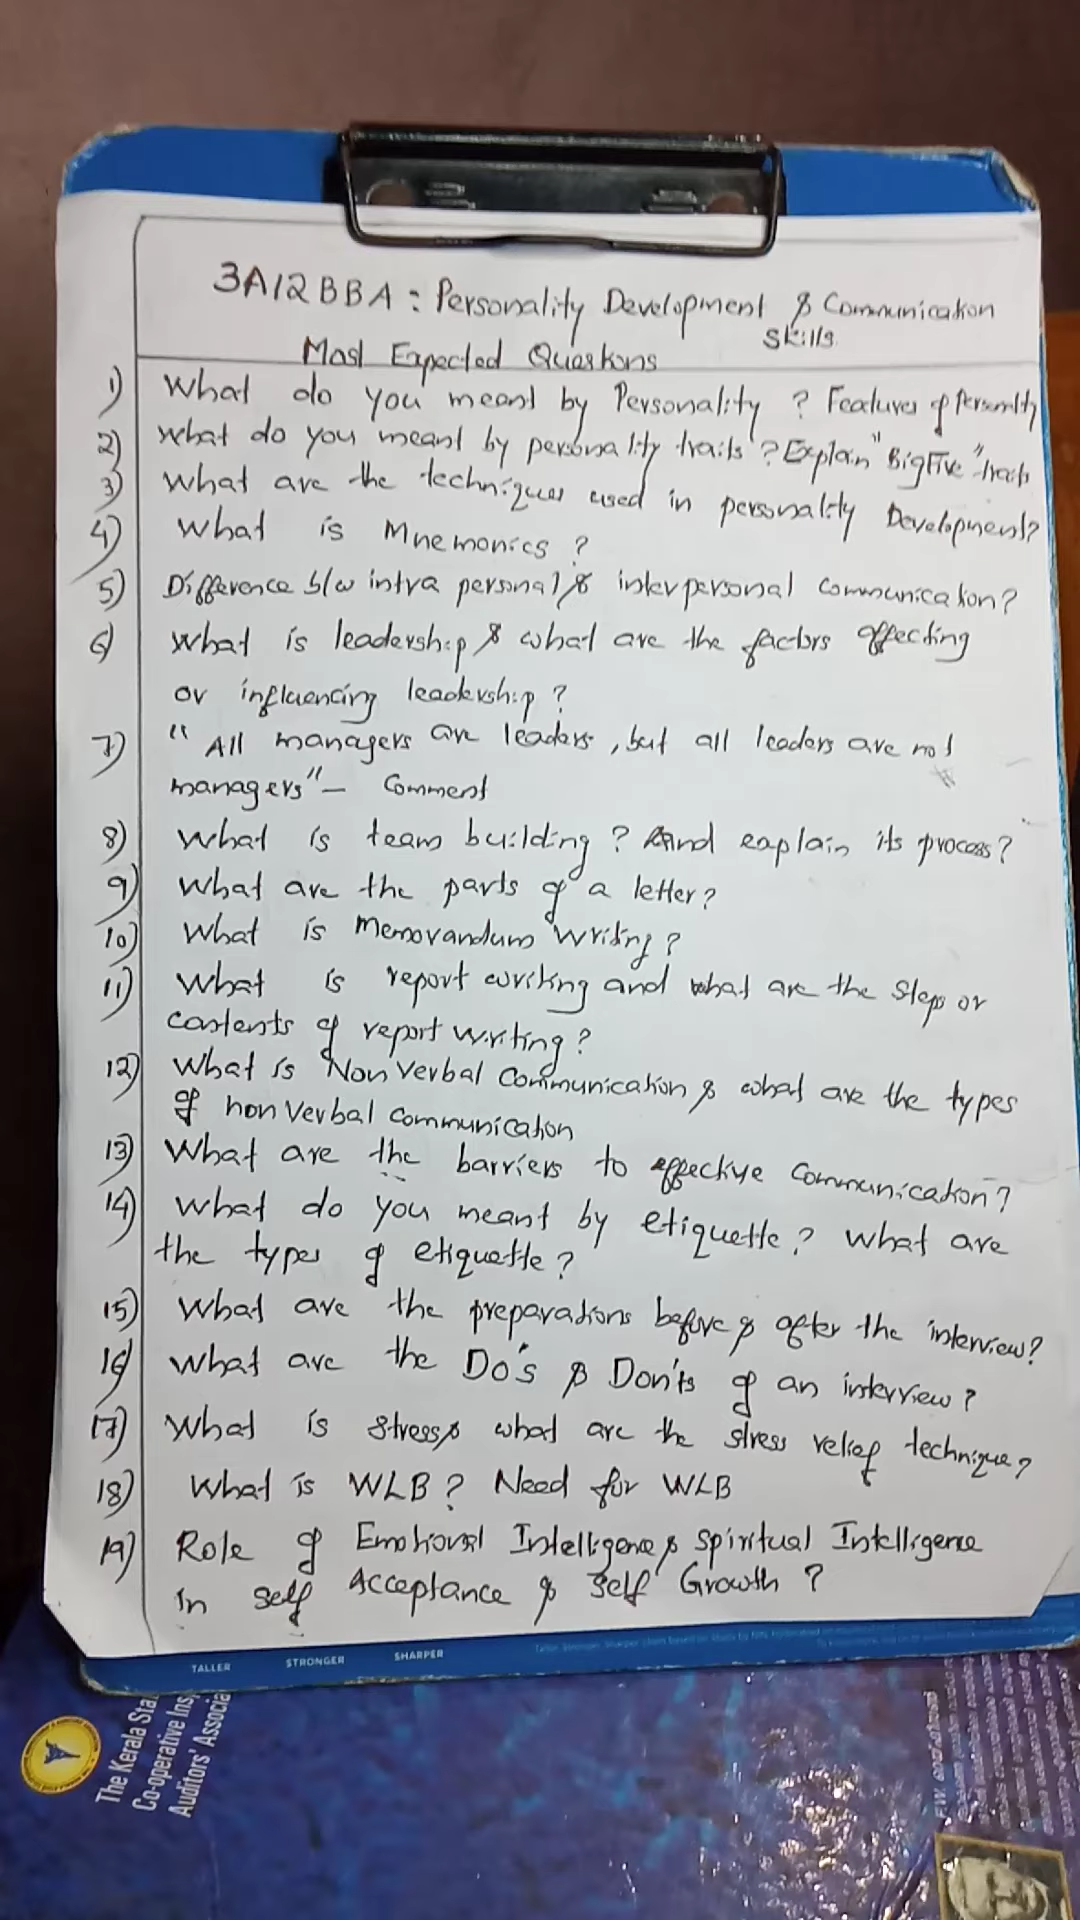 3A12BBA : Personality Development & Communication
Skills.
Most Expected Questions
1) What do you meant by Personality ? Features of Personality
2) What do you meant by personality traits ? Explain "Big Five" traits
3) What are the techniques used in personality Development?
4) What is Mnemonics ?
5) Difference b/w intra personal & interpersonal communication?
6) What is leadership & what are the factors affecting
or influencing leadership ?
7) "All managers are leaders, but all leaders are not
managers" - Comment
8) What is team building ? And explain its process?
9) What are the parts of a letter?
10) What is Memorandum Writing ?
11) What is report writing and what are the steps or
contents of report writing?
12) What is Non Verbal Communication & what are the types
of non Verbal Communication
13) What are the barriers to effective Communication?
14) What do you meant by etiquette? What are
the types of etiquette?
15) What are the preparations before & after the interview?
16) What are the Do's & Don'ts of an interview?
17) What is Stress & what are the stress relief technique?
18) What is WLB? Need for WLB
19) Role of Emotional Intelligence & Spiritual Intelligence
In self Acceptance & Self Growth ?
TALLER STRONGER SHARPER
The Kerala Sta
Co-operative Ins
Auditors' Associa